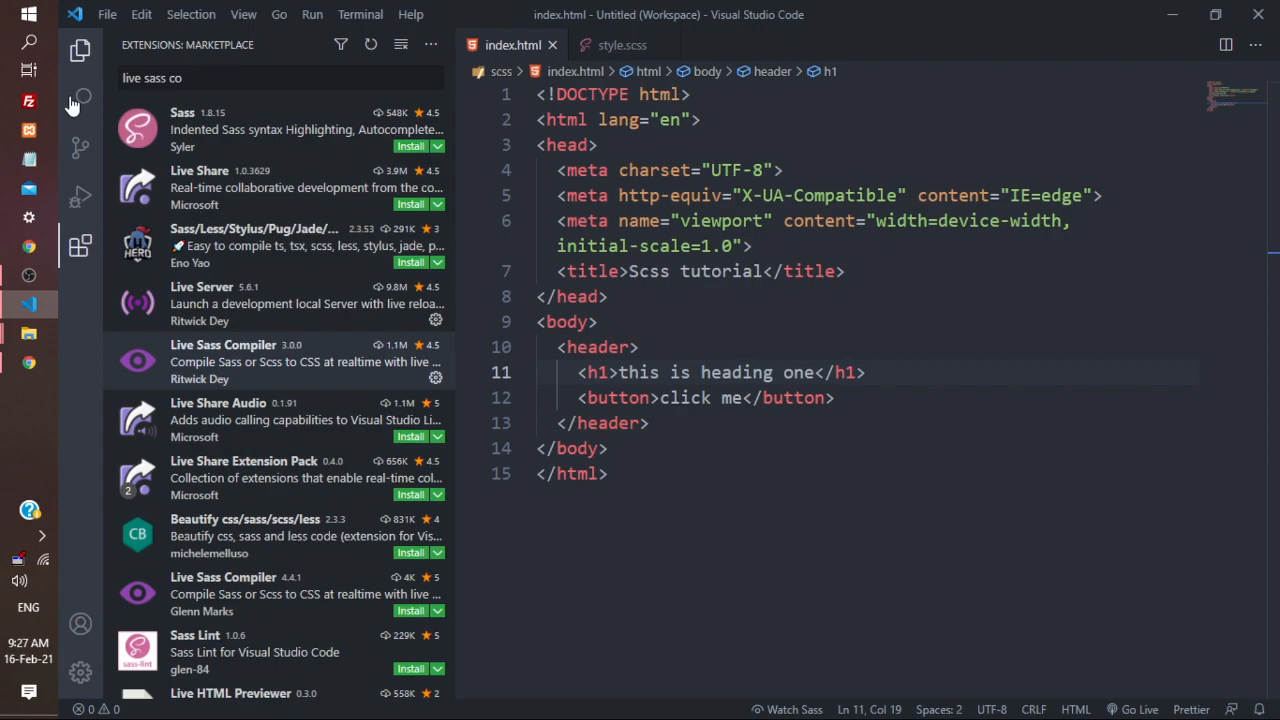 File Edit Selection View Go Run Terminal Help
index.html - Untitled (Workspace) - Visual Studio Code
EXTENSIONS: MARKETPLACE
live sass co
Sass 1.8.15 548K 4.5
Indented Sass syntax Highlighting, Autocomplete...
Syler Install
Live Share 1.0.3629 3.9M 4.5
Real-time collaborative development from the co...
Microsoft Install
Sass/Less/Stylus/Pug/Jade/... 2.3.53 291K 3
🚀 Easy to compile ts, tsx, scss, less, stylus, jade, p...
Eno Yao Install
HERO
Live Server 5.6.1 9.8M 4.5
Launch a development local Server with live reloa...
Ritwick Dey
Live Sass Compiler 3.0.0 1.1M 4.5
Compile Sass or Scss to CSS at realtime with live ...
Ritwick Dey
Live Share Audio 0.1.91 1.1M 5
Adds audio calling capabilities to Visual Studio Li...
Microsoft Install
Live Share Extension Pack 0.4.0 656K 4.5
Collection of extensions that enable real-time col...
2
Microsoft Install
Beautify css/sass/scss/less 2.3.3 831K 4
CB
Beautify css, sass and less code (extension for Vis...
michelemelluso Install
Live Sass Compiler 4.4.1 4K 5
Compile Sass or Scss to CSS at realtime with live ...
Glenn Marks Install
Sass Lint 1.0.6 229K 5
Sass Lint for Visual Studio Code
sass-lint
glen-84 Install
Live HTML Previewer 0.3.0 558K 2
index.html style.scss
scss > index.html > html > body > header > h1
1 <!DOCTYPE html>
2 <html lang="en">
3 <head>
4 <meta charset="UTF-8">
5 <meta http-equiv="X-UA-Compatible" content="IE=edge">
6 <meta name="viewport" content="width=device-width,
initial-scale=1.0">
7 <title>Scss tutorial</title>
8 </head>
9 <body>
10 <header>
11 <h1>this is heading one</h1>
12 <button>click me</button>
13 </header>
14 </body>
15 </html>
ENG
9:27 AM
16-Feb-21
0 0
Watch Sass Ln 11, Col 19 Spaces: 2 UTF-8 CRLF HTML Go Live Prettier